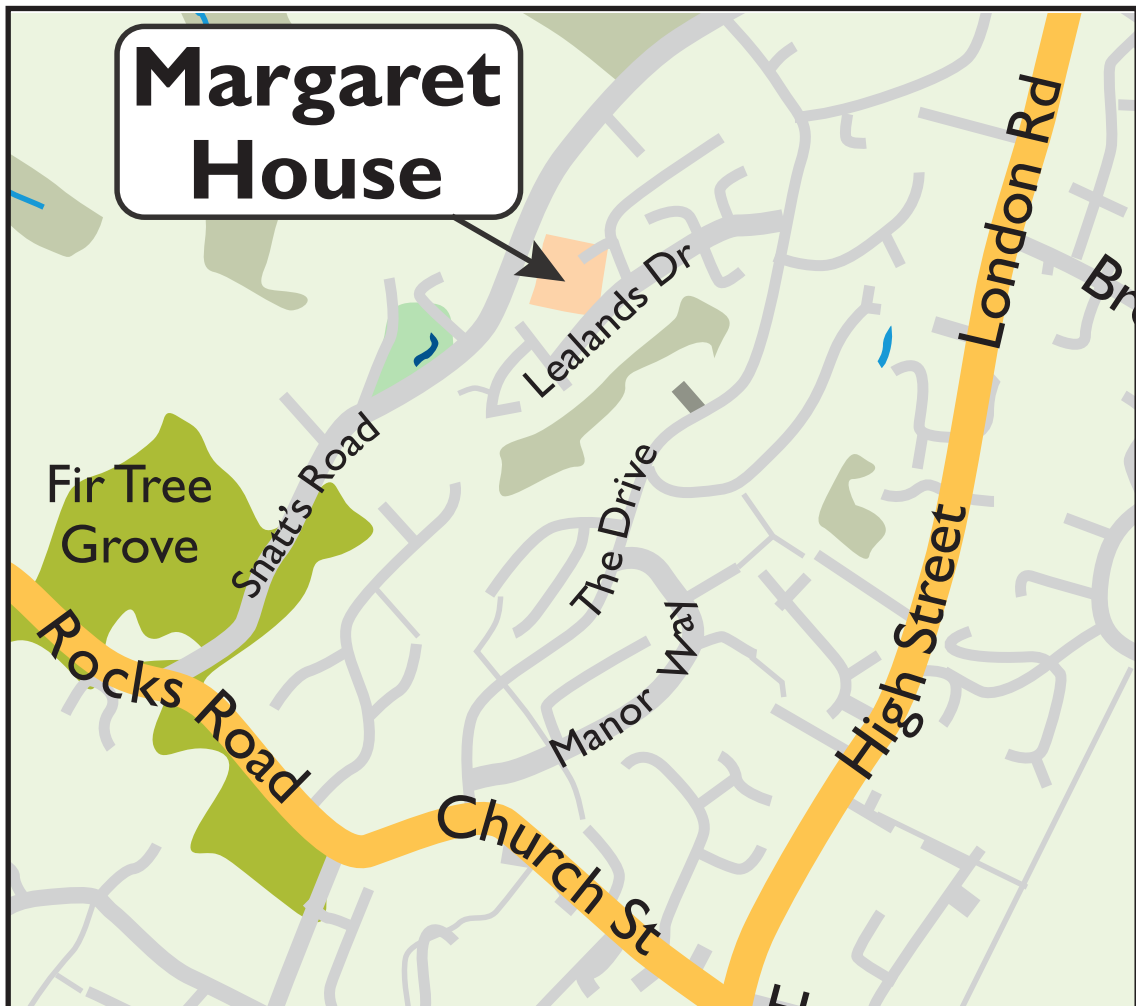 Margaret
House
London Rd
Lealands Dr
Snatt's Road
Fir Tree
Grove
The Drive
High Street
Manor Way
Rocks Road
Church St